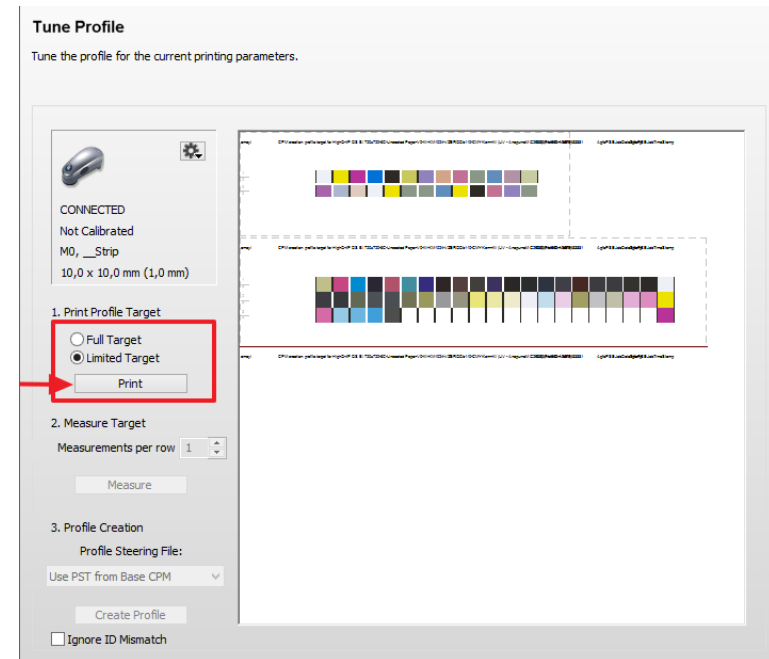 Tune Profile
Tune the profile for the current printing parameters.
CONNECTED
Not Calibrated
M0, __Strip
10,0 x 10,0 mm (1,0 mm)
1. Print Profile Target
Full Target
Limited Target
Print
2. Measure Target
Measurements per row 1
Measure
3. Profile Creation
Profile Steering File:
Use PST from Base CPM
Create Profile
Ignore ID Mismatch